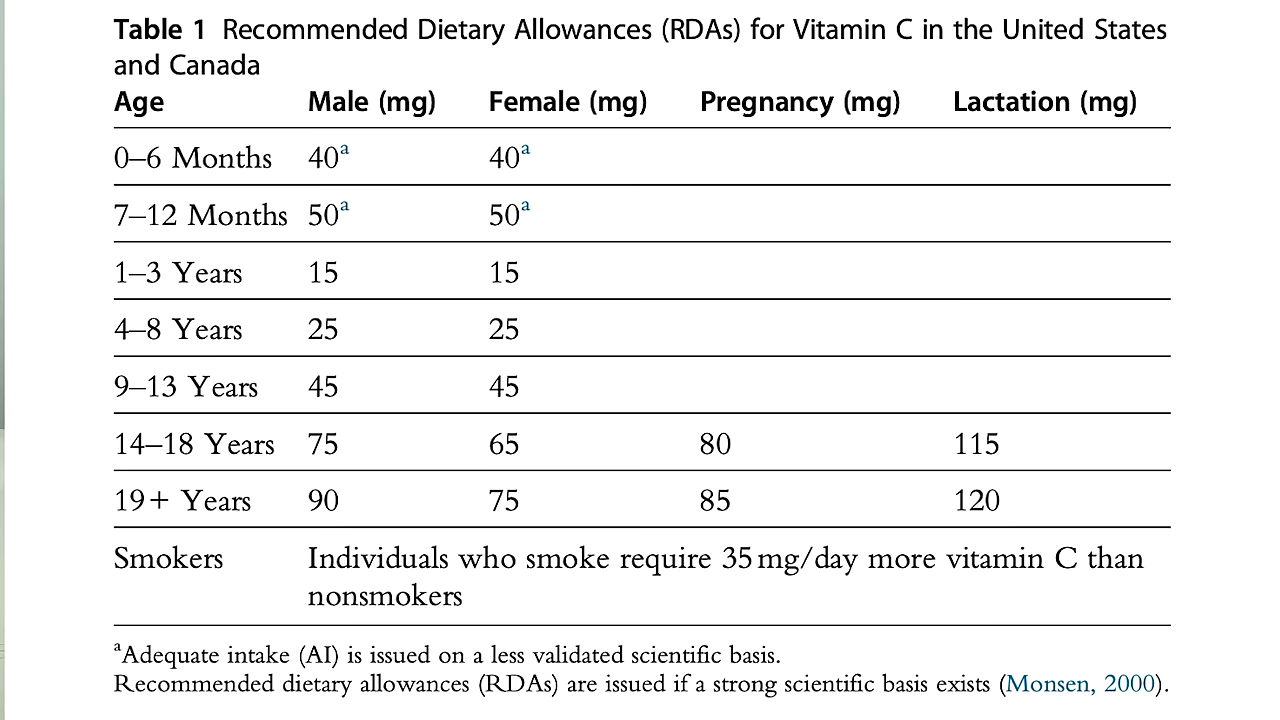 Table 1 Recommended Dietary Allowances (RDAs) for Vitamin C in the United States
and Canada
Age Male (mg) Female (mg) Pregnancy (mg) Lactation (mg)
0–6 Months 40ᵃ 40ᵃ
7–12 Months 50ᵃ 50ᵃ
1–3 Years 15 15
4–8 Years 25 25
9–13 Years 45 45
14–18 Years 75 65 80 115
19+ Years 90 75 85 120
Smokers Individuals who smoke require 35 mg/day more vitamin C than
nonsmokers
ᵃAdequate intake (AI) is issued on a less validated scientific basis.
Recommended dietary allowances (RDAs) are issued if a strong scientific basis exists (Monsen, 2000).